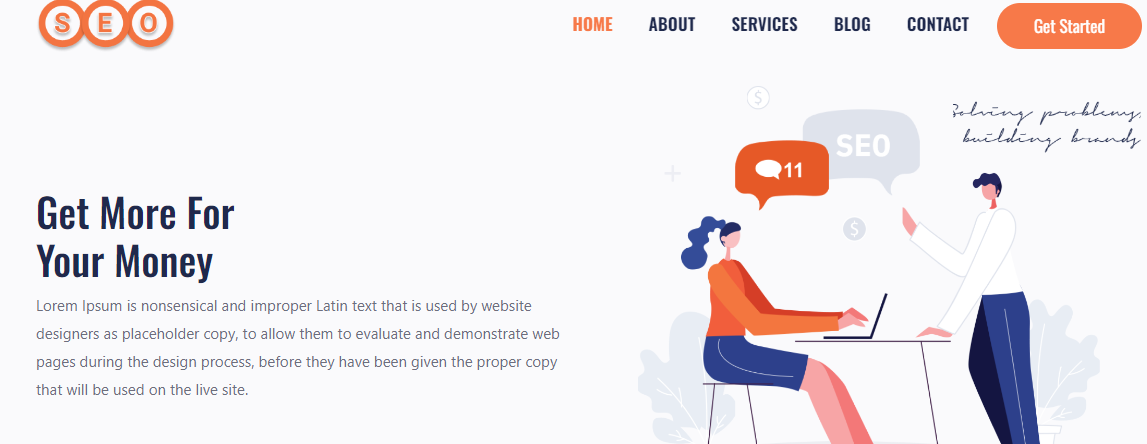 SEO
HOME ABOUT SERVICES BLOG CONTACT Get Started
Solving problems,
building brands
SEO
11
Get More For
Your Money
Lorem Ipsum is nonsensical and improper Latin text that is used by website
designers as placeholder copy, to allow them to evaluate and demonstrate web
pages during the design process, before they have been given the proper copy
that will be used on the live site.